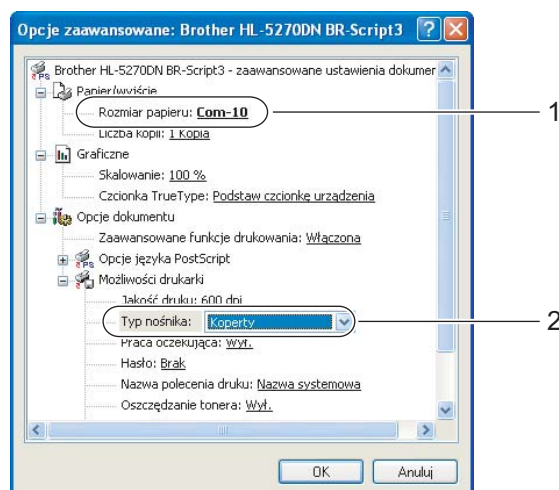 Opcje zaawansowane: Brother HL-5270DN BR-Script3
Brother HL-5270DN BR-Script3 - zaawansowane ustawienia dokumer
Papier/wyjście
Rozmiar papieru: Com-10
1
Liczba kopii: 1 Kopia
Graficzne
Skalowanie: 100 %
Czcionka TrueType: Podstaw czcionkę urządzenia
Opcje dokumentu
Zaawansowane funkcje drukowania: Włączona
Opcje języka PostScript
Możliwości drukarki
Jakość druku: 600 dpi
Typ nośnika: Koperty
2
Praca oczekująca: Wył.
Hasło: Brak
Nazwa polecenia druku: Nazwa systemowa
Oszczędzanie tonera: Wył.
OK Anuluj